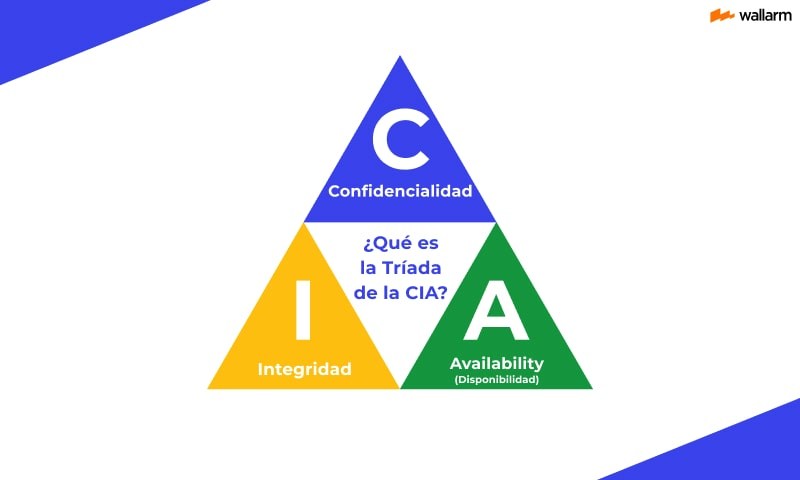 wallarm
C
Confidencialidad
¿Qué es
la Tríada
de la CIA?
I
Integridad
A
Availability
(Disponibilidad)